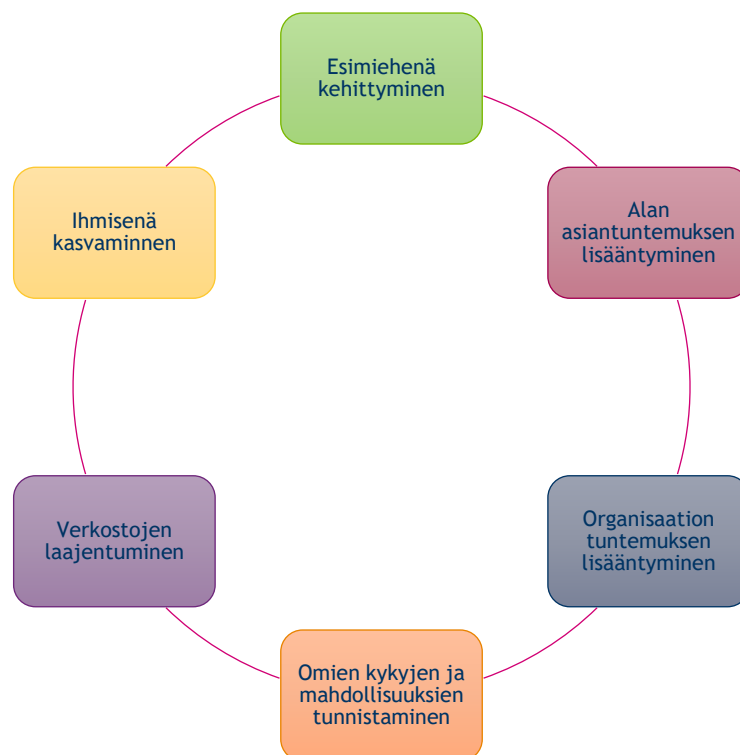 Esimiehenä
kehittyminen
Alan
asiantuntemuksen
lisääntyminen
Organisaation
tuntemuksen
lisääntyminen
Omien kykyjen ja
mahdollisuuksien
tunnistaminen
Verkostojen
laajentuminen
Ihmisenä
kasvaminnen